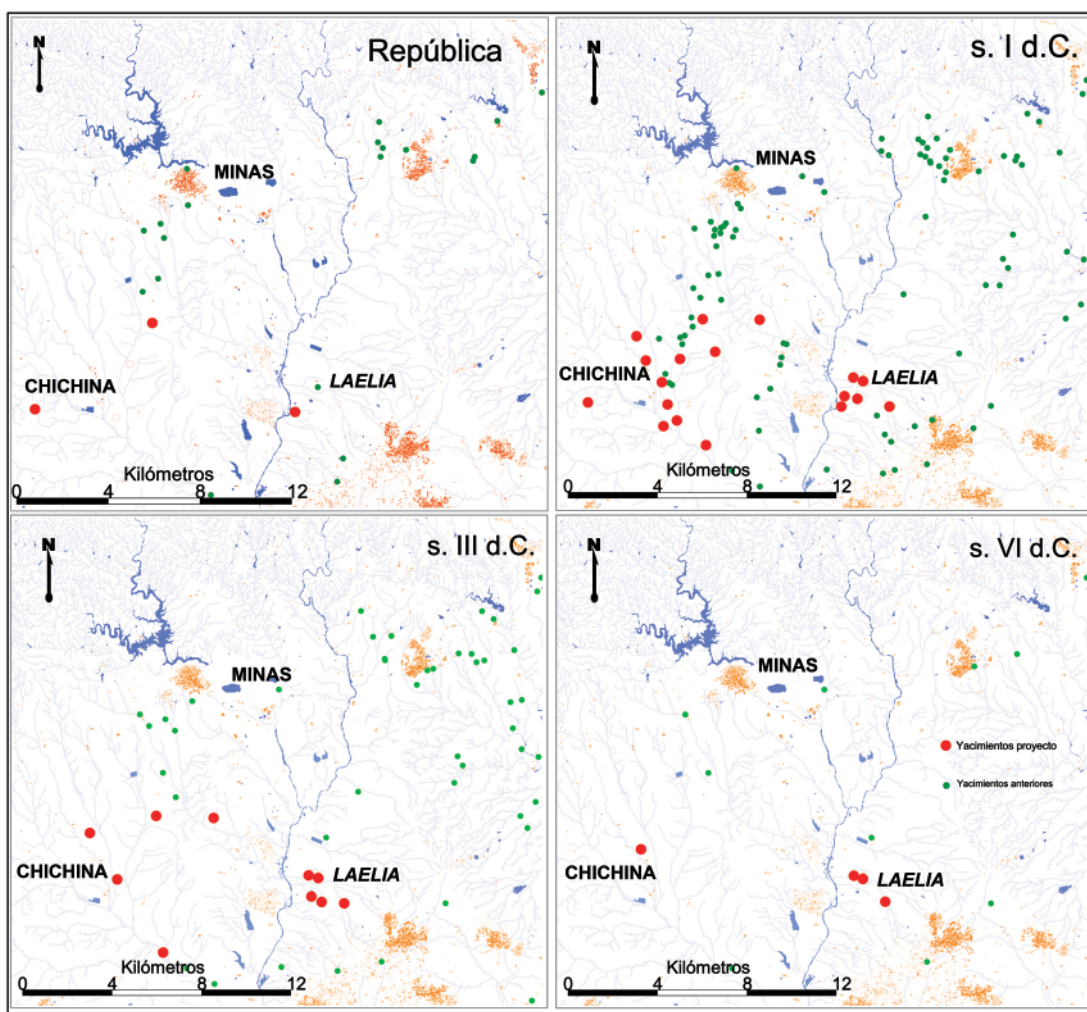 República
N
MINAS
CHICHINA
LAELIA
Kilómetros
0 4 8 12
s. I d.C.
N
MINAS
CHICHINA
LAELIA
Kilómetros
0 4 8 12
s. III d.C.
N
MINAS
CHICHINA
LAELIA
Kilómetros
0 4 8 12
s. VI d.C.
N
MINAS
Yacimientos proyecto
Yacimientos anteriores
CHICHINA
LAELIA
Kilómetros
0 4 8 12